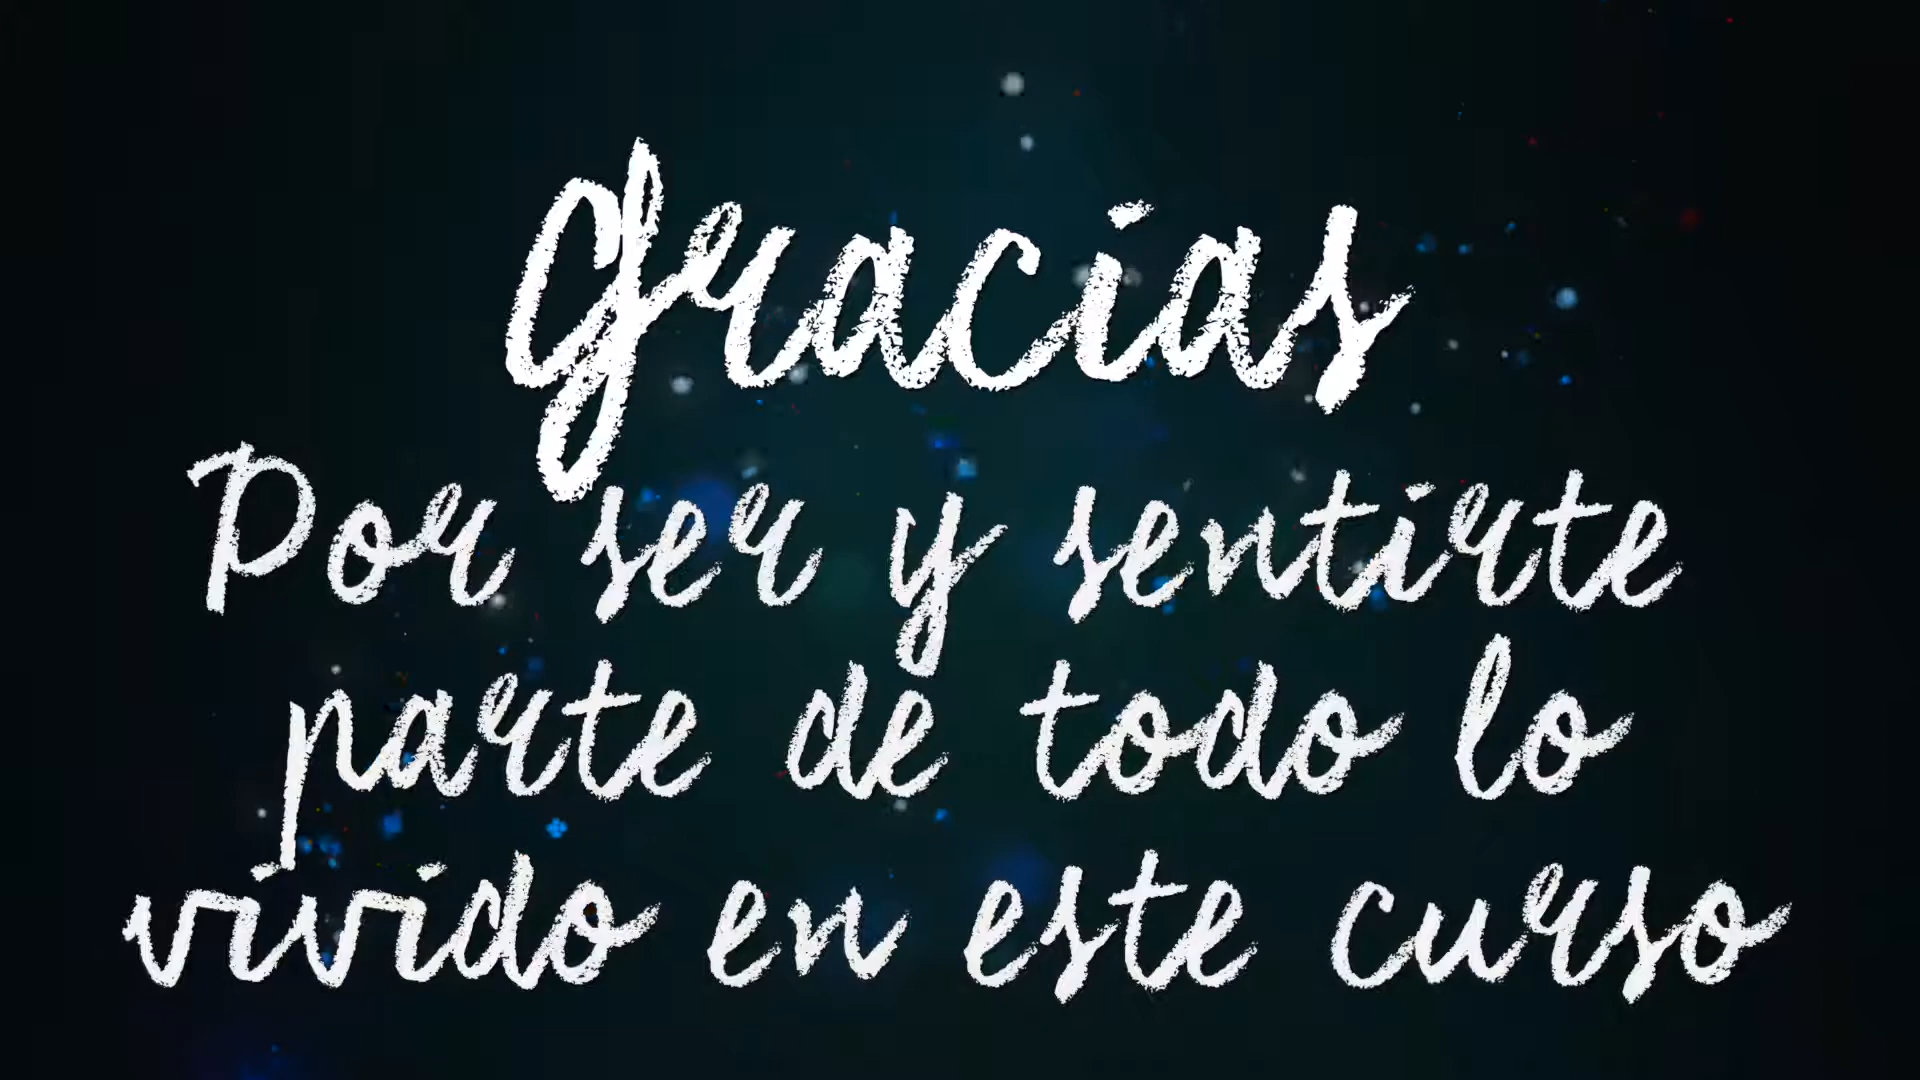 Gracias
Por ser y sentirte
parte de todo lo
vivido en este curso